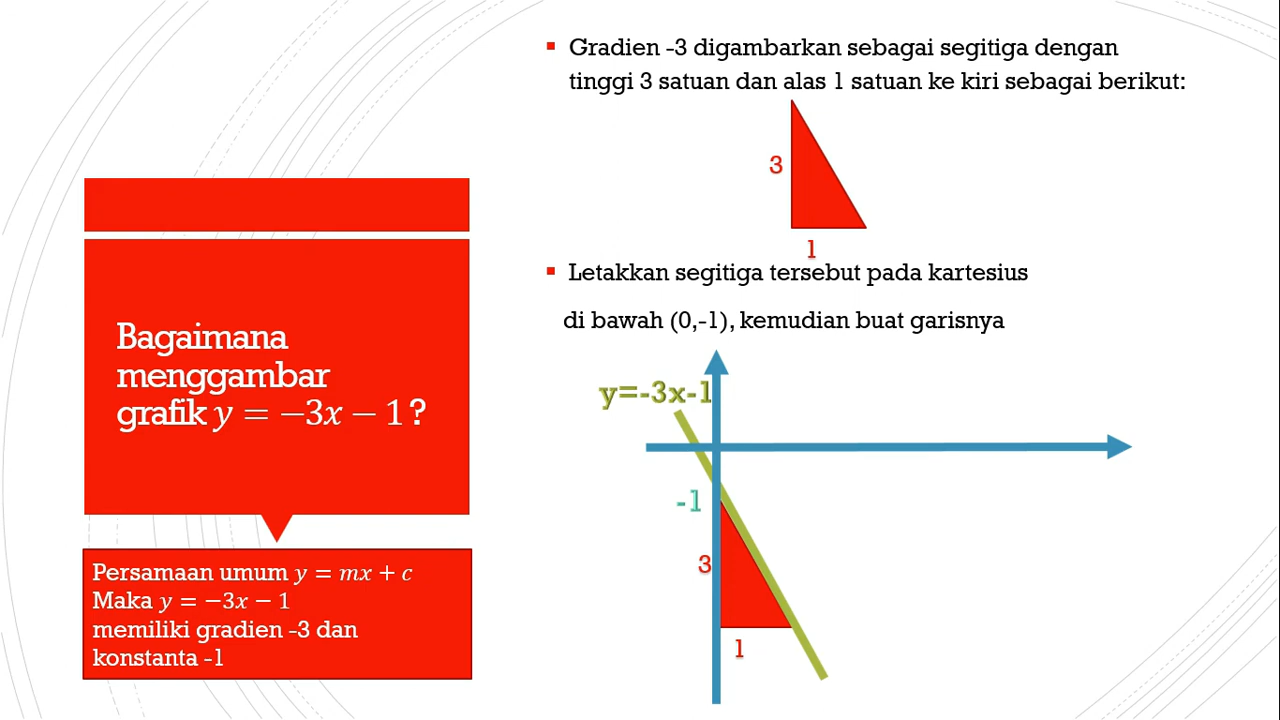 Bagaimana
menggambar
grafik y = −3x − 1 ?
Persamaan umum y = mx + c
Maka y = −3x − 1
memiliki gradien -3 dan
konstanta -1
Gradien -3 digambarkan sebagai segitiga dengan
tinggi 3 satuan dan alas 1 satuan ke kiri sebagai berikut:
3
1
Letakkan segitiga tersebut pada kartesius
di bawah (0,-1), kemudian buat garisnya
y=-3x-1
-1
3
1